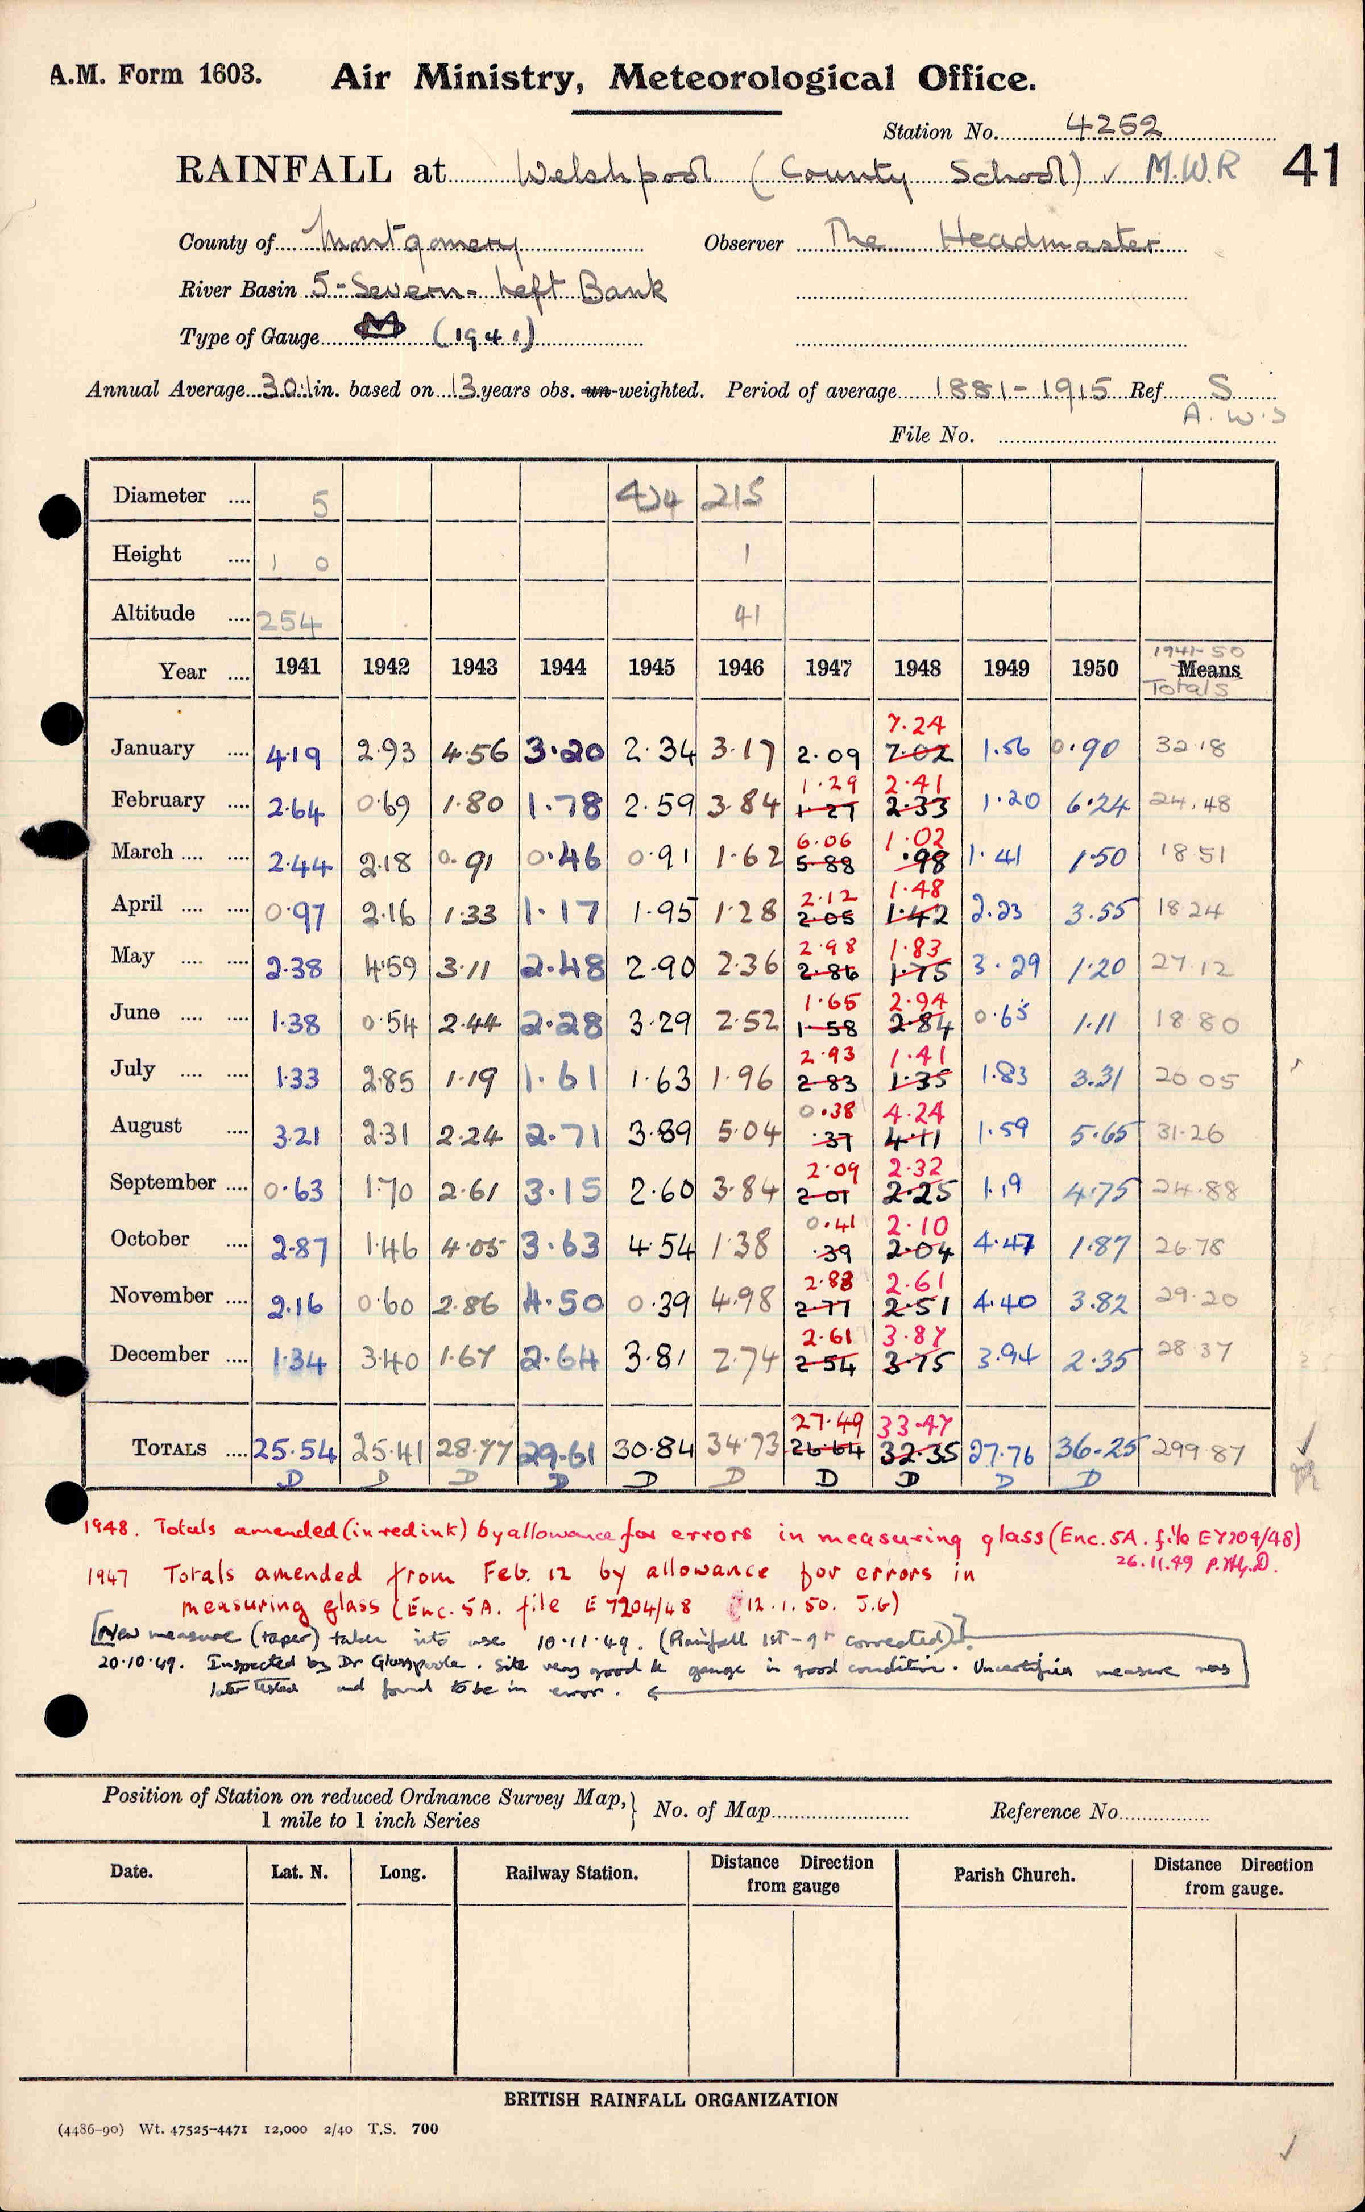 A.M. Form 1603. Air Ministry, Meteorological Office.
Station No. 4252
RAINFALL at Welshpool (County School) ✓ M.W.R 41
County of Montgomery Observer The Headmaster
River Basin 5 - Severn - Left Bank
Type of Gauge M (1941)
Annual Average 30.1 in. based on 13 years obs. un-weighted. Period of average 1881-1915 Ref S
A.W.S
File No.
Diameter 5 434 215
Height 1 0 1
Altitude 254 41
1941-50
Year 1941 1942 1943 1944 1945 1946 1947 1948 1949 1950 Means
Totals
7.24
January 4.19 2.93 4.56 3.20 2.34 3.17 2.09 7.02 1.56 0.90 32.18
1.29 2.41
February 2.64 0.69 1.80 1.78 2.59 3.84 1.27 2.33 1.20 6.24 24.48
6.06 1.02
March 2.44 2.18 0.91 0.46 0.91 1.62 5.88 .98 1.41 1.50 18 51
2.12 1.48
April 0.97 2.16 1.33 1.17 1.95 1.28 2.05 1.42 2.23 3.55 18 24
2.98 1.83
May 2.38 4.59 3.11 2.48 2.90 2.36 2.86 1.75 3.29 1.20 27.12
1.65 2.94
June 1.38 0.54 2.44 2.28 3.29 2.52 1.58 2.84 0.65 1.11 18 80
2.93 1.41
July 1.33 2.85 1.19 1.61 1.63 1.96 2.83 1.35 1.83 3.31 20 05
0.38 4.24
August 3.21 2.31 2.24 2.71 3.89 5.04 .37 4.11 1.59 5.65 31.26
2.09 2.32
September 0.63 1.70 2.61 3.15 2.60 3.84 2.01 2.25 1.19 4.75 24.88
0.41 2.10
October 2.87 1.46 4.05 3.63 4.54 1.38 .39 2.04 4.47 1.87 26.78
2.88 2.61
November 2.16 0.60 2.86 4.50 0.39 4.98 2.77 2.51 4.40 3.82 29.20
2.61 3.87
December 1.34 3.40 1.67 2.64 3.81 2.74 2.54 3.75 3.94 2.35 28 37
27.49 33.47
TOTALS 25.54 25.41 28.77 29.61 30.84 34.73 26.64 32.35 27.76 36.25 299.87 ✓
D D D D D D D D D D
1948. Totals amended (in red ink) by allowance for errors in measuring glass (Enc. 5A. file E7204/48)
26.11.49
1947 Totals amended from Feb. 12 by allowance for errors in
measuring glass (Enc. 5A. file E 7204/48 12.1.50. J.G)
[New measure (taper) taken into use 10.11.49. (Rainfall 1st - 9th corrected)].
20.10.49. Inspected by Dr Glasspoole. Site very good & gauge in good condition. Uncertified measure was
later tested and found to be in error.
Position of Station on reduced Ordnance Survey Map,
1 mile to 1 inch Series } No. of Map Reference No
Date. Lat. N. Long. Railway Station. Distance Direction from gauge Parish Church. Distance Direction from gauge.
BRITISH RAINFALL ORGANIZATION
(4486-90) Wt. 47525-4471 12,000 2/40 T.S. 700